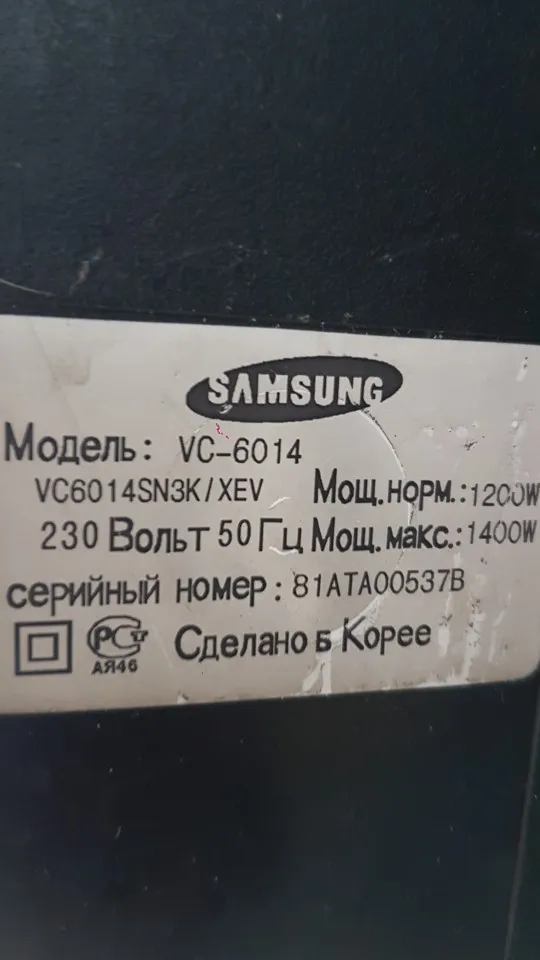 SAMSUNG
Модель: VC-6014
VC6014SN3K/XEV Мощ.норм.:1200W
230 Вольт 50 Гц Мощ.макс.:1400W
серийный номер: 81ATA00537B
РСТ Сделано Б Корее
АЯ46